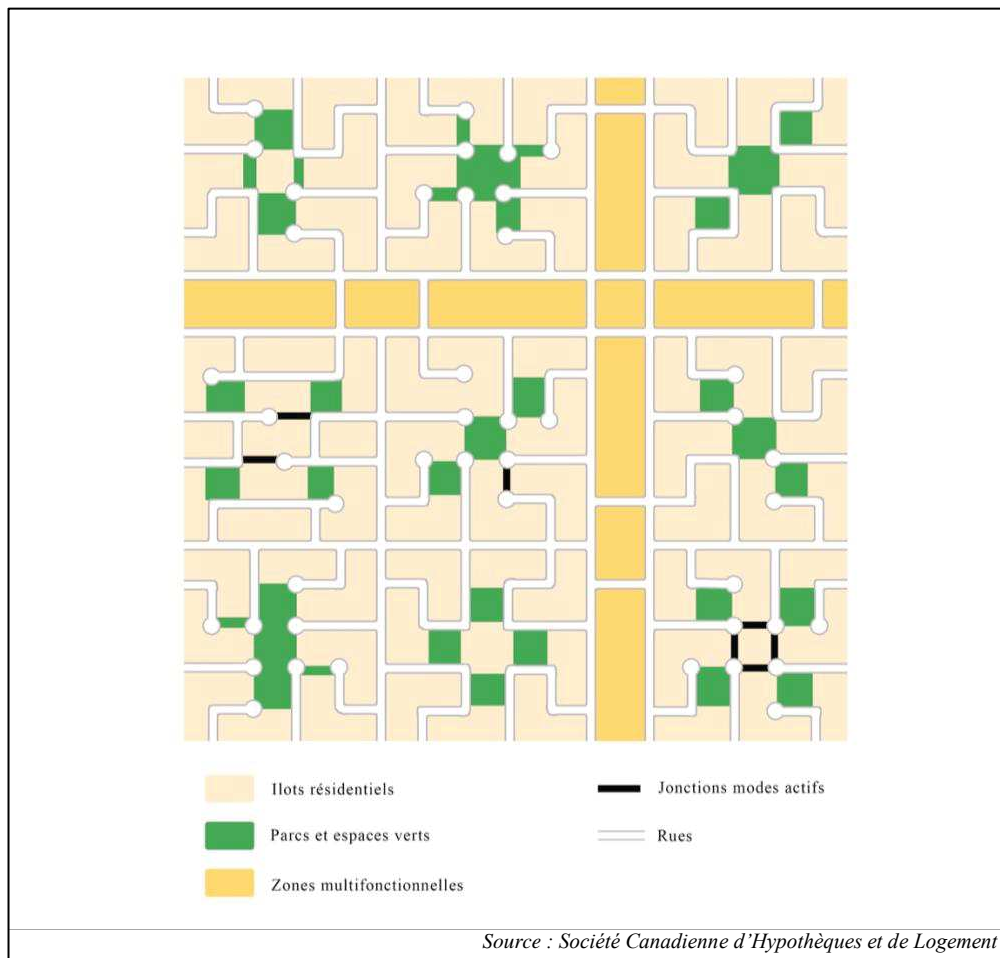 Ilots résidentiels
Jonctions modes actifs
Parcs et espaces verts
Rues
Zones multifonctionnelles
Source : Société Canadienne d’Hypothèques et de Logement